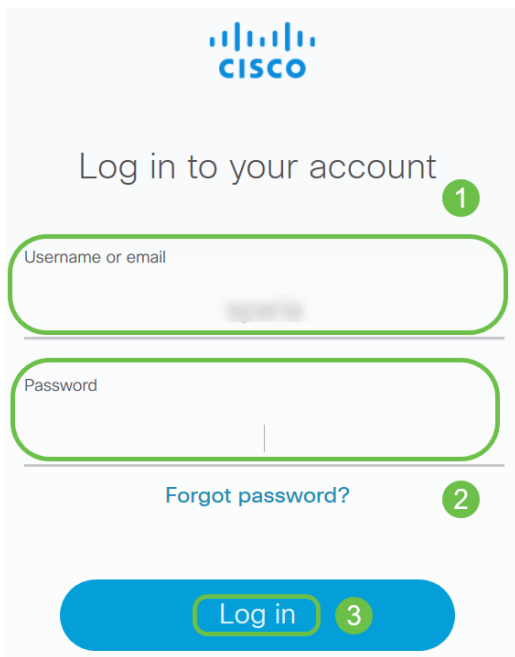 CISCO
Log in to your account
1
Username or email
Password
Forgot password?
2
Log in
3